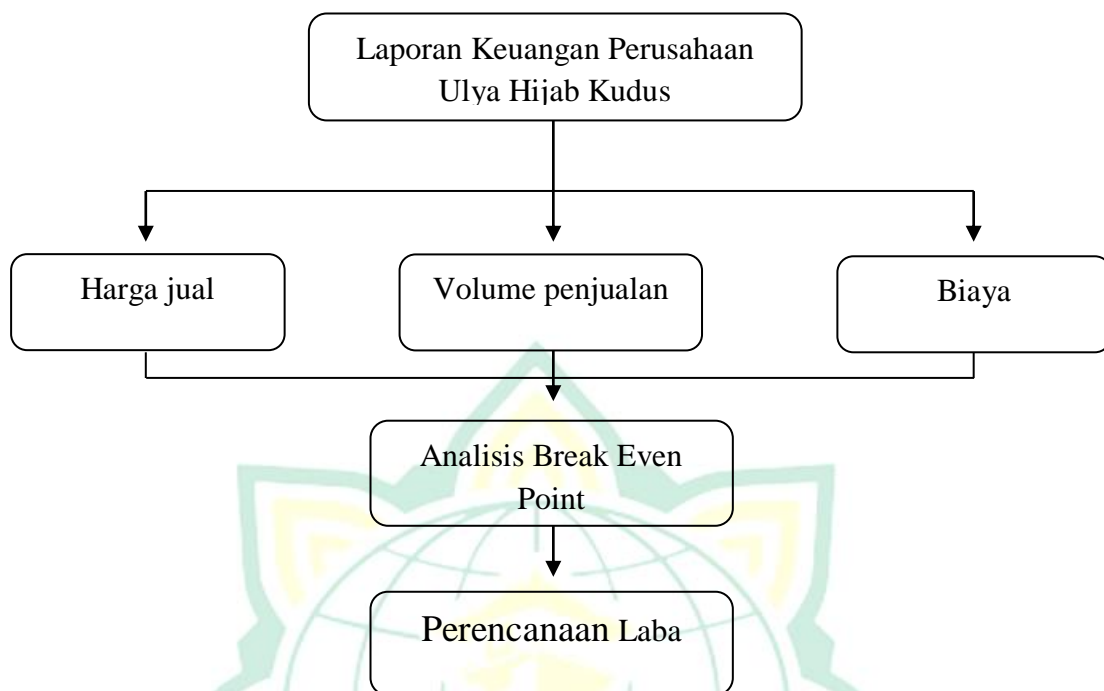 Laporan Keuangan Perusahaan
Ulya Hijab Kudus
Harga jual
Volume penjualan
Biaya
Analisis Break Even
Point
Perencanaan Laba